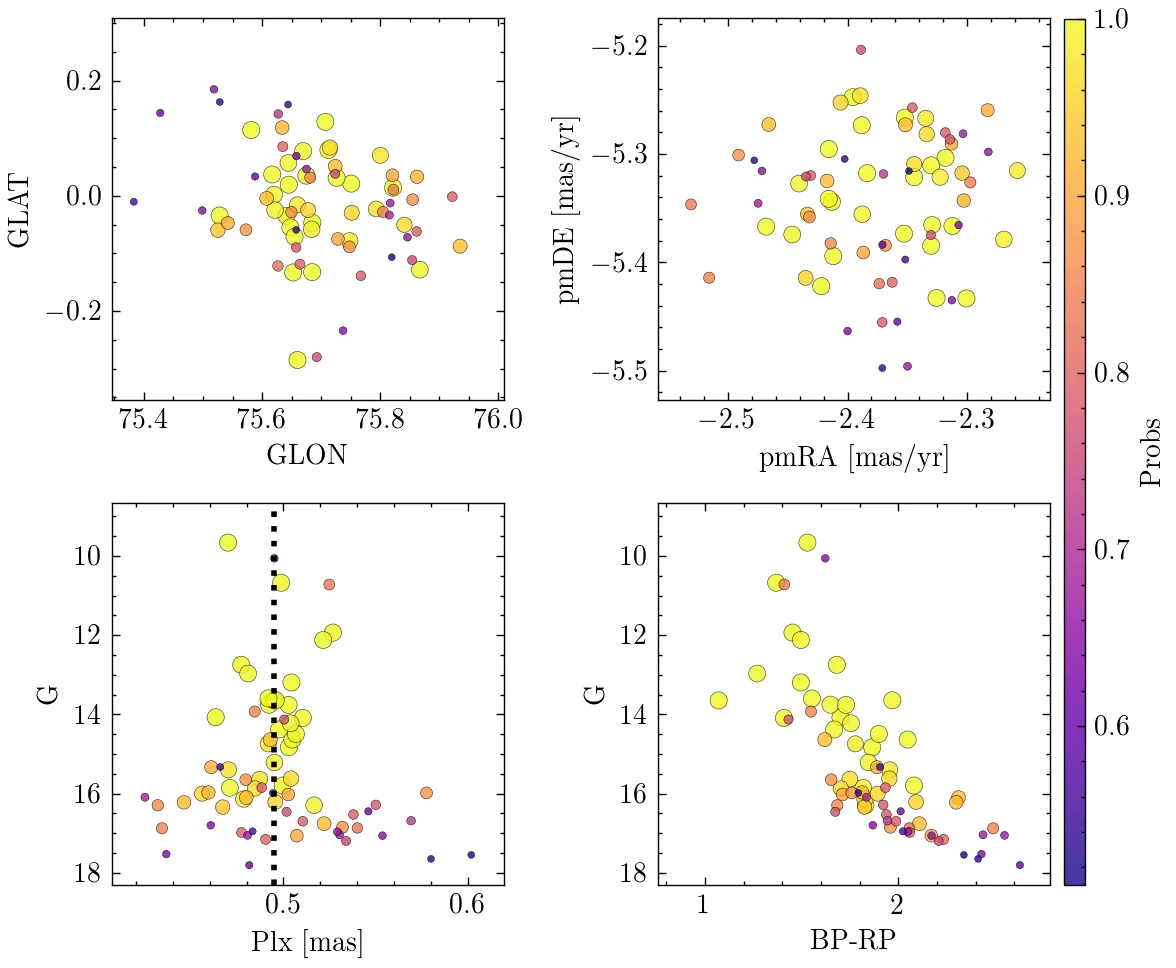 0.2
0.0
−0.2
GLAT
75.4 75.6 75.8 76.0
GLON
−5.2
−5.3
−5.4
−5.5
pmDE [mas/yr]
−2.5 −2.4 −2.3
pmRA [mas/yr]
1.0
0.9
0.8
0.7
0.6
Probs
10
12
14
16
18
G
0.5 0.6
Plx [mas]
10
12
14
16
18
G
1 2
BP-RP